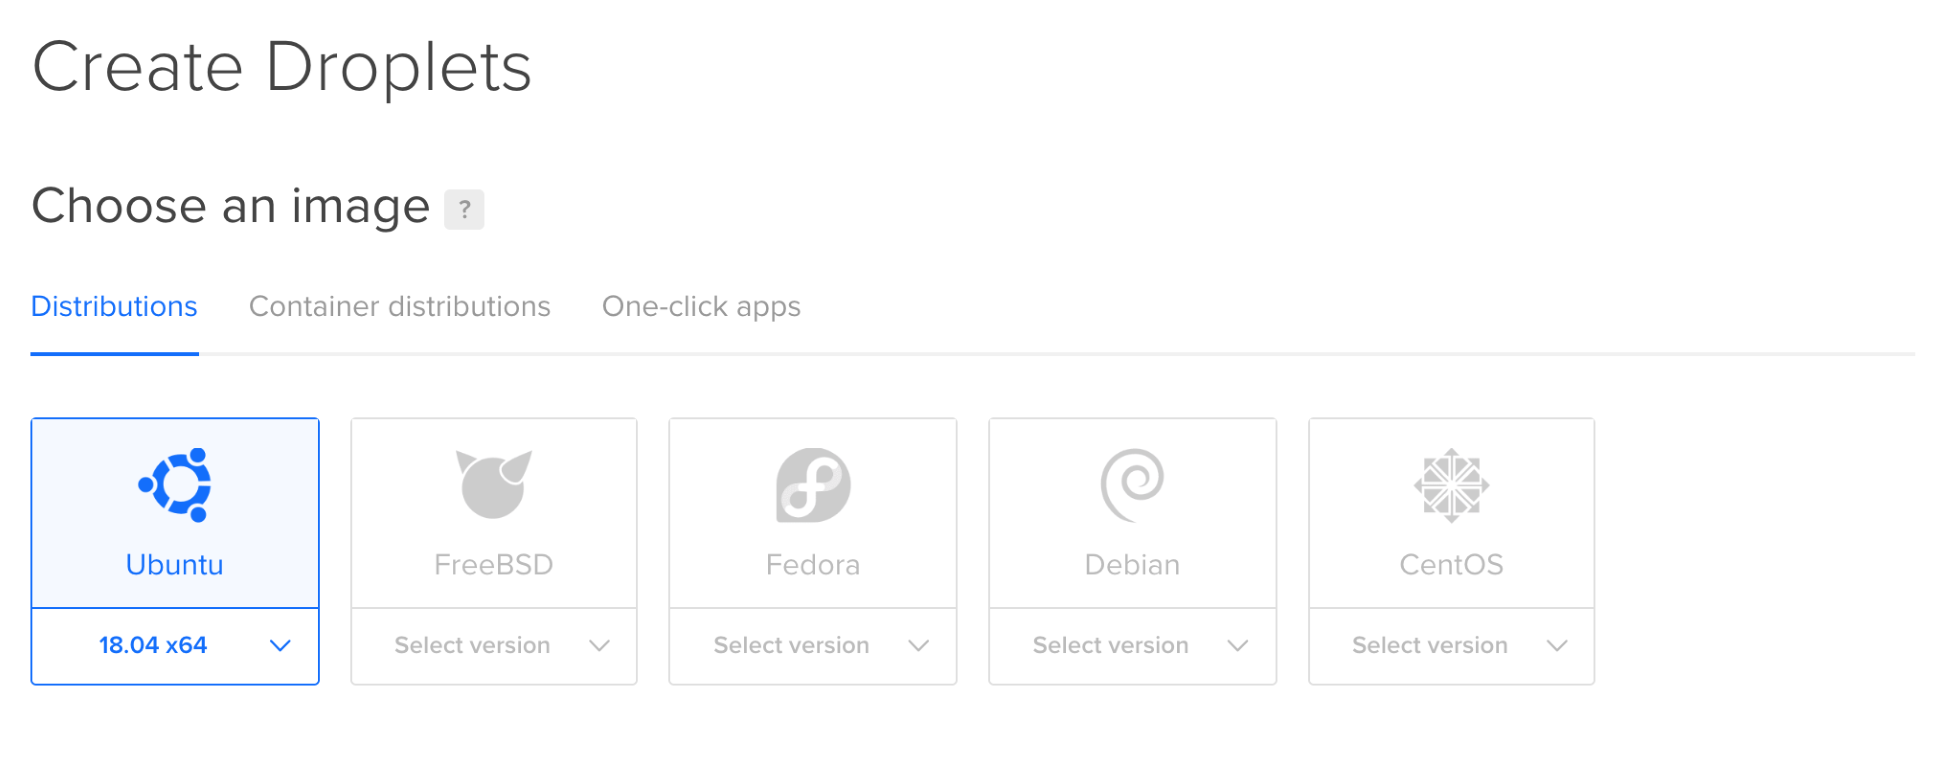 Create Droplets
Choose an image ?
Distributions Container distributions One-click apps
Ubuntu FreeBSD Fedora Debian CentOS
18.04 x64 Select version Select version Select version Select version